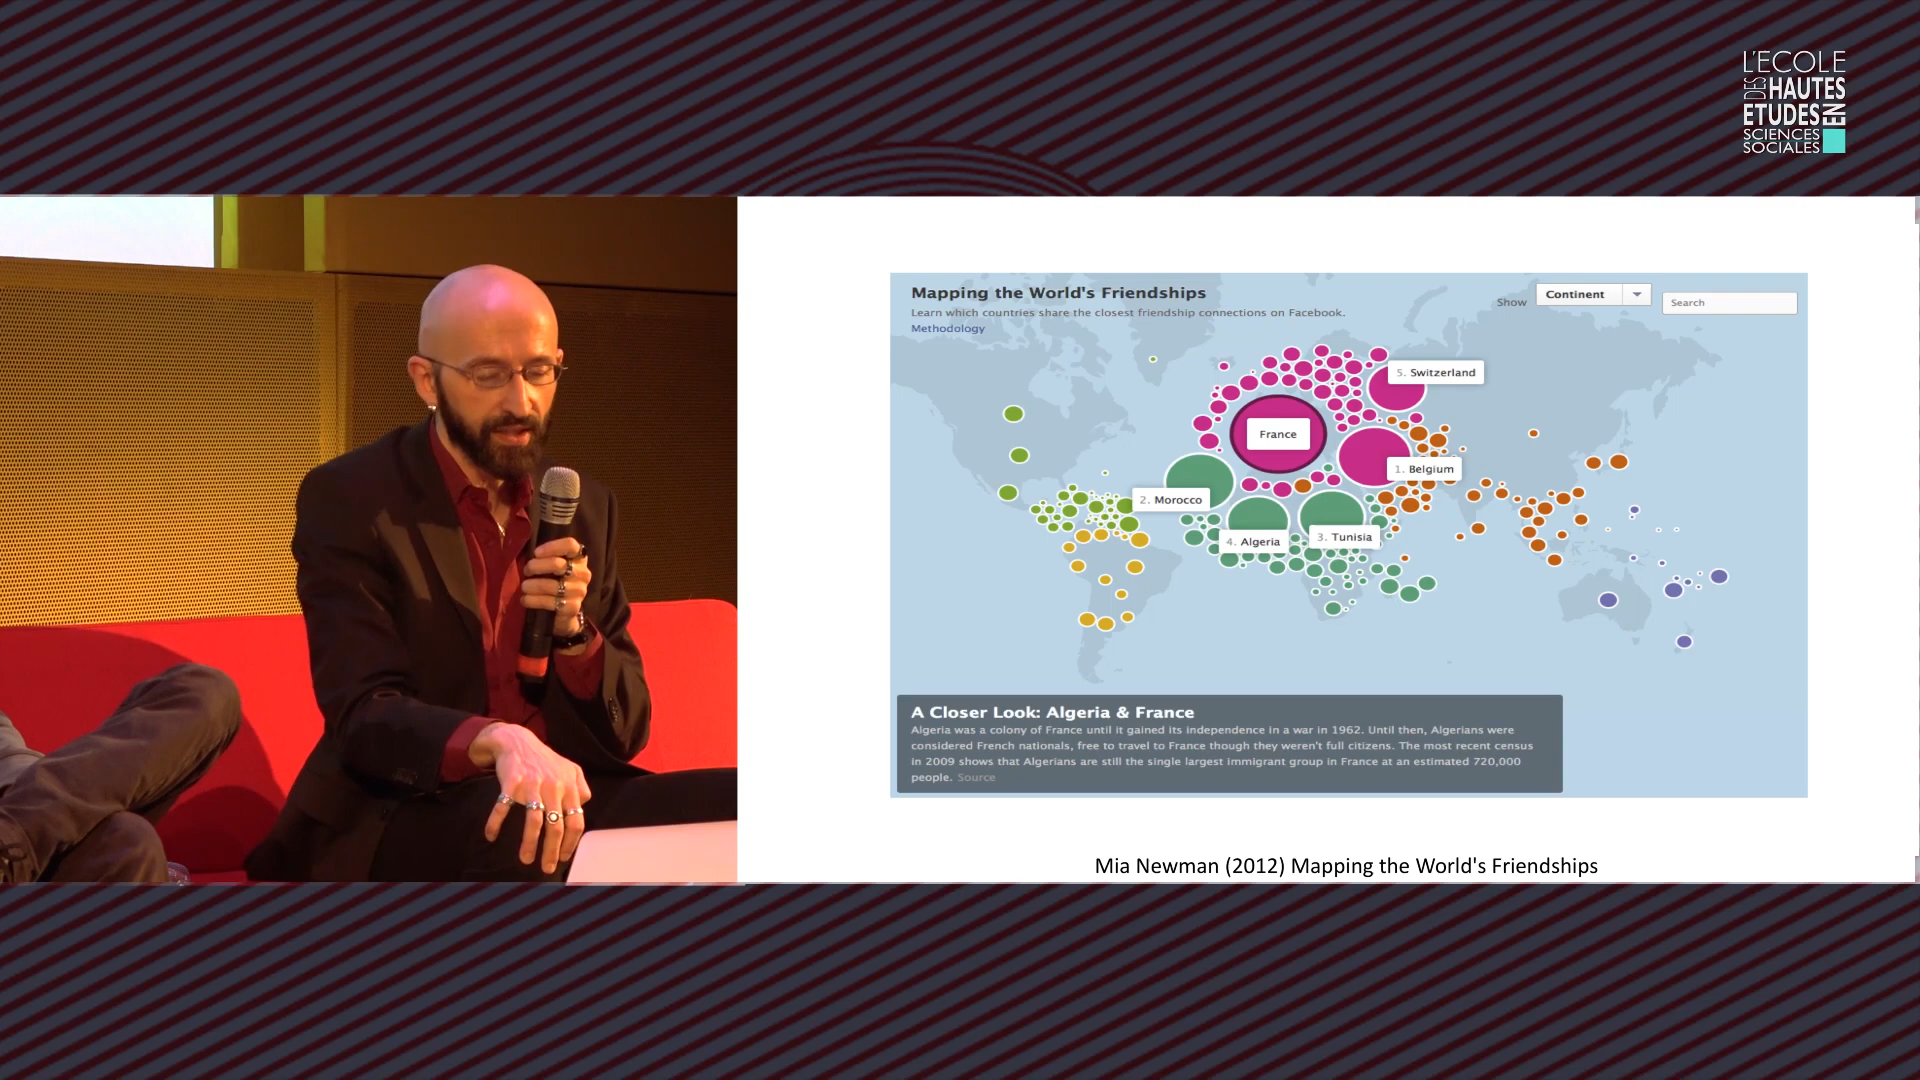 L'ECOLE
DES HAUTES
ETUDES EN
SCIENCES
SOCIALES
Mapping the World's Friendships
Learn which countries share the closest friendship connections on Facebook.
Methodology
Show Continent Search
5. Switzerland
France
1. Belgium
2. Morocco
4. Algeria
3. Tunisia
A Closer Look: Algeria & France
Algeria was a colony of France until it gained its independence in a war in 1962. Until then, Algerians were
considered French nationals, free to travel to France though they weren't full citizens. The most recent census
in 2009 shows that Algerians are still the single largest immigrant group in France at an estimated 720,000
people. Source
Mia Newman (2012) Mapping the World's Friendships